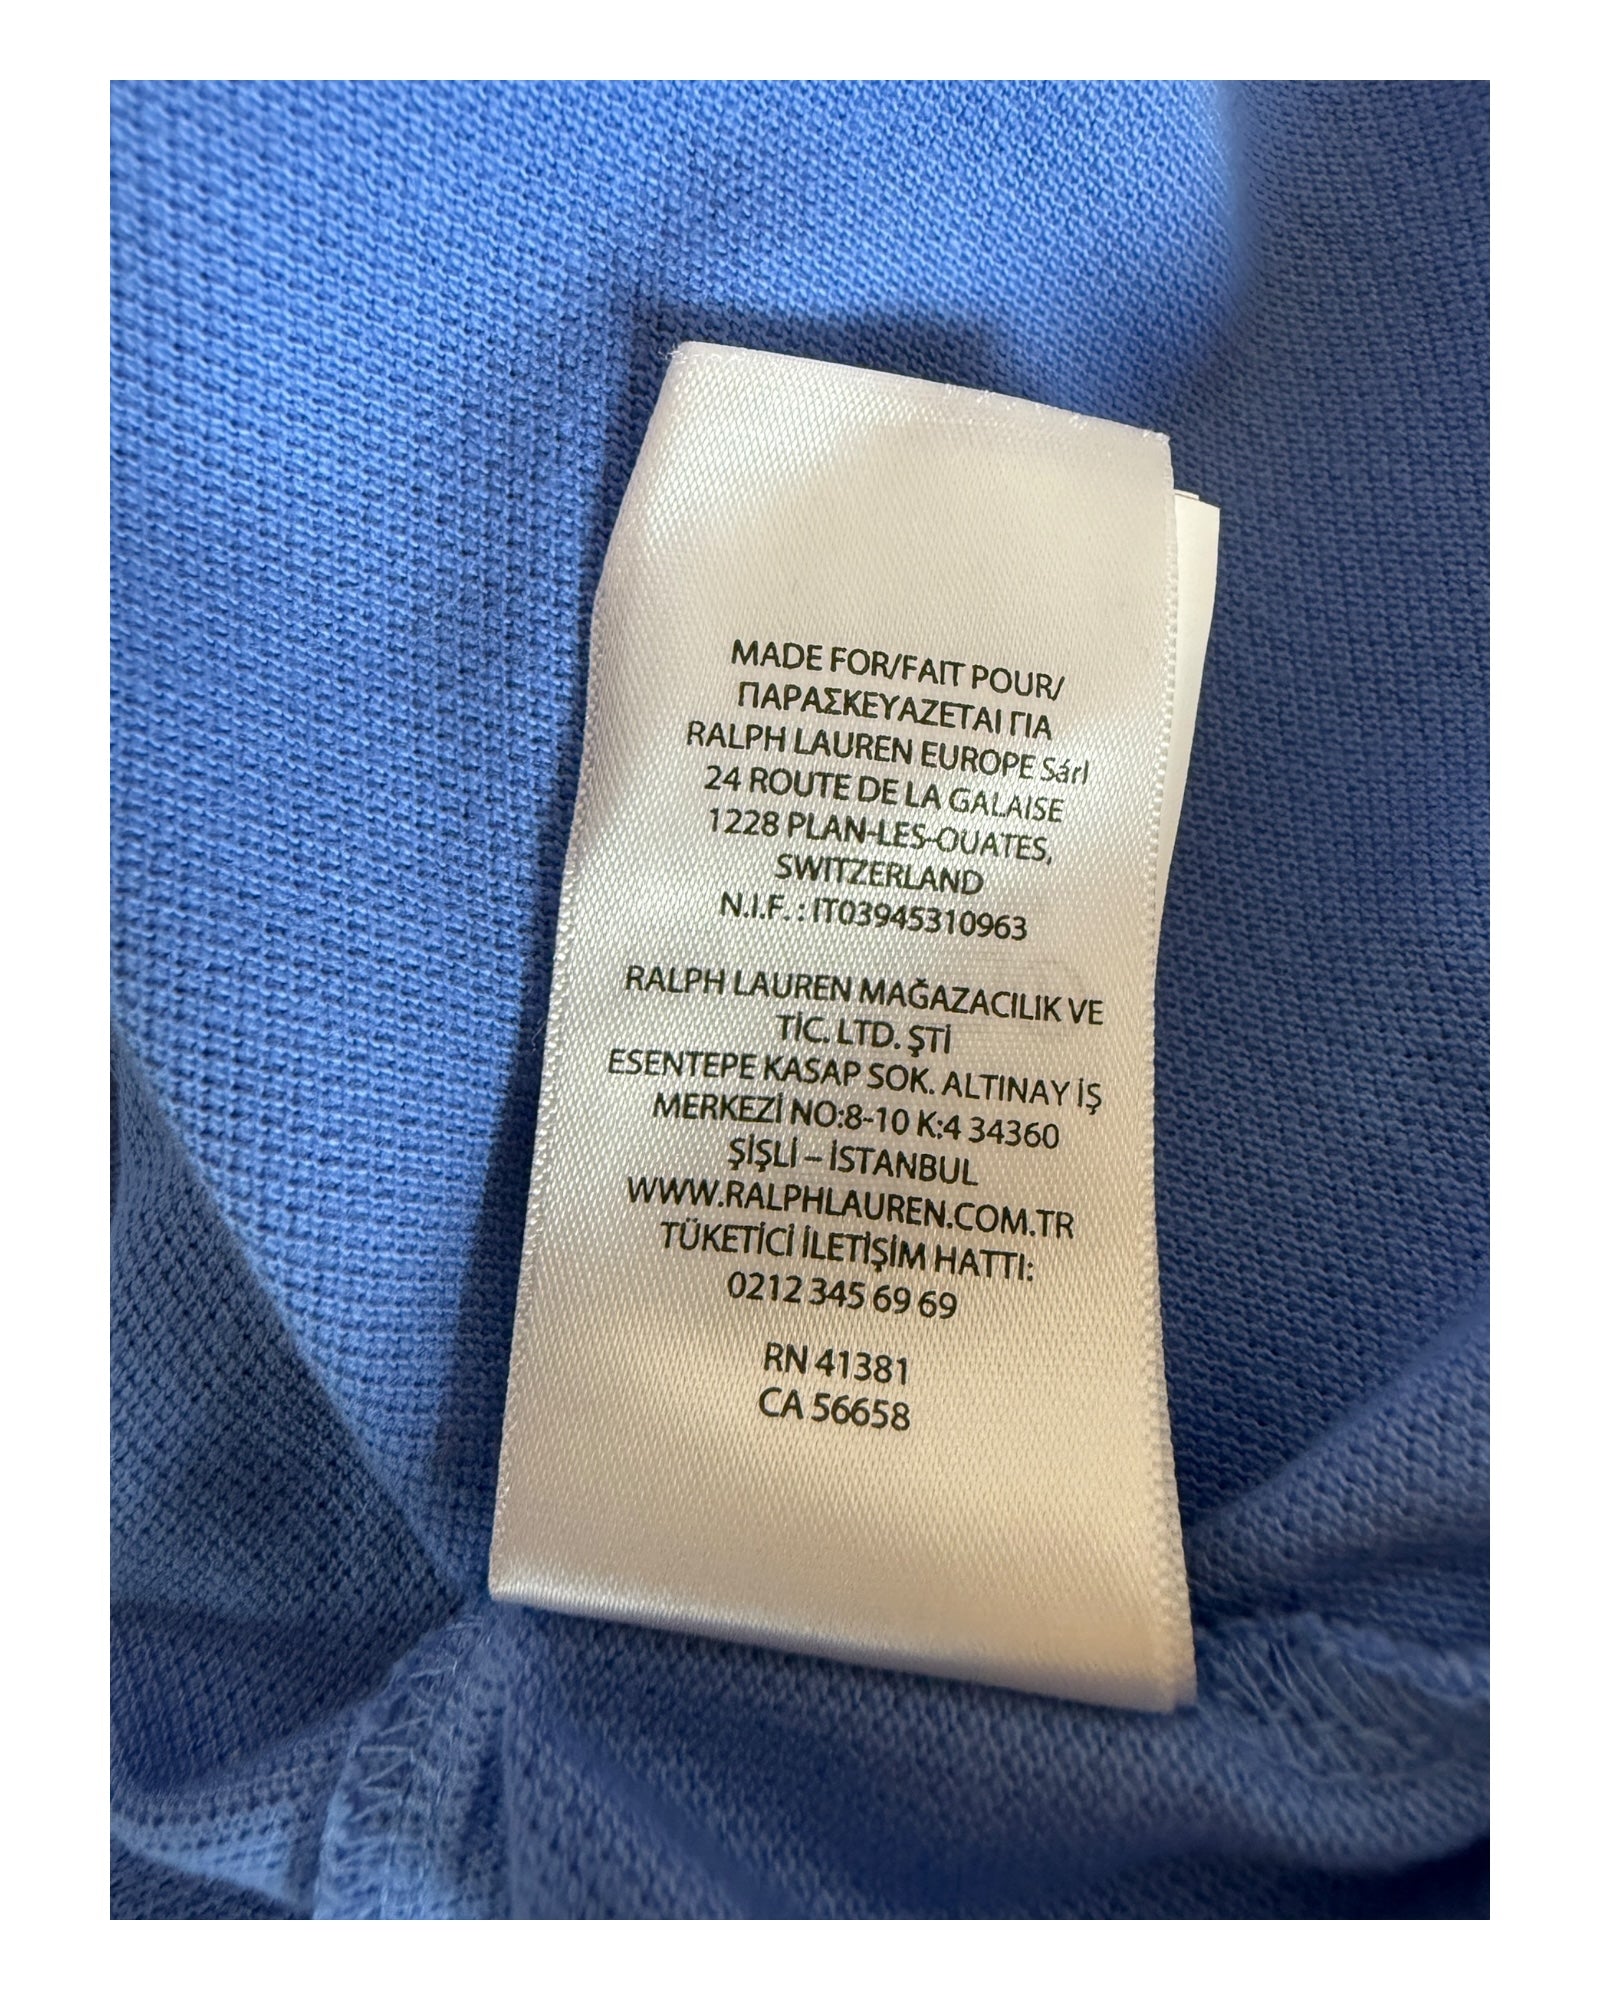 MADE FOR/FAIT POUR/
ΠΑΡΑΣΚΕΥΑΖΕΤΑΙ ΓΙΑ
RALPH LAUREN EUROPE Sárl
24 ROUTE DE LA GALAISE
1228 PLAN-LES-OUATES,
SWITZERLAND
N.I.F. : IT03945310963
RALPH LAUREN MAĞAZACILIK VE
TİC. LTD. ŞTİ
ESENTEPE KASAP SOK. ALTINAY İŞ
MERKEZİ NO:8-10 K:4 34360
ŞİŞLİ – İSTANBUL
WWW.RALPHLAUREN.COM.TR
TÜKETİCİ İLETİŞİM HATTI:
0212 345 69 69
RN 41381
CA 56658